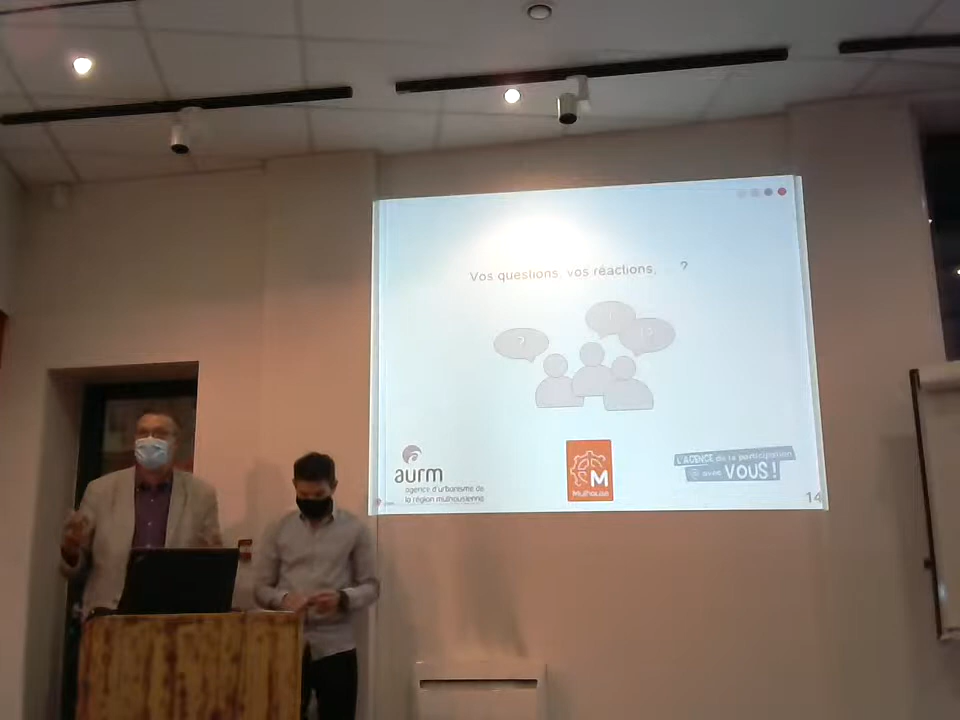 Vos questions, vos réactions, ?
?
?
aurm
agence d'urbanisme de
la région mulhousienne
M
Mulhouse
L'AGENCE de la participation
avec VOUS !
14